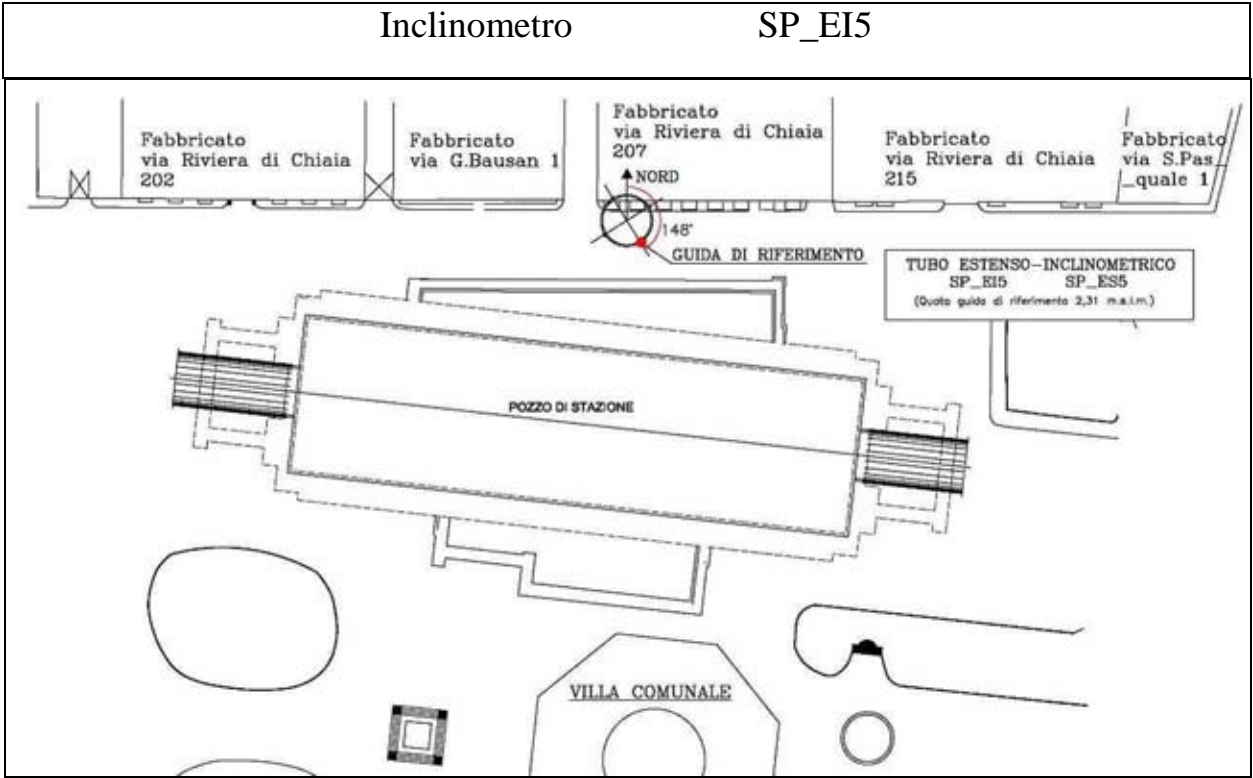 Inclinometro SP_EI5
Fabbricato
via Riviera di Chiaia
202
Fabbricato
via G.Bausan 1
Fabbricato
via Riviera di Chiaia
207
Fabbricato
via Riviera di Chiaia
215
Fabbricato
via S.Pas
_quale 1
NORD
148°
GUIDA DI RIFERIMENTO
TUBO ESTENSO-INCLINOMETRICO
SP_EI5 SP_ES5
(Quota guida di riferimento 2,31 m.s.l.m.)
POZZO DI STAZIONE
VILLA COMUNALE